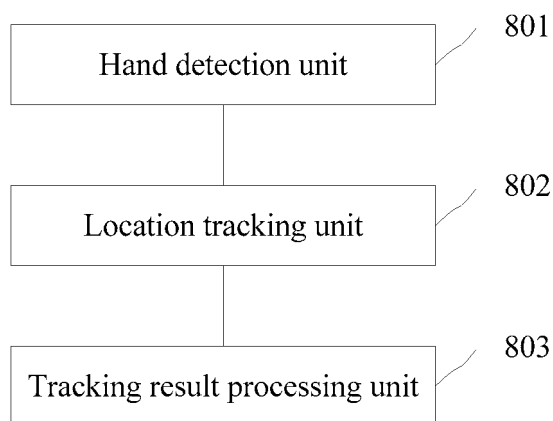 801
Hand detection unit
802
Location tracking unit
803
Tracking result processing unit